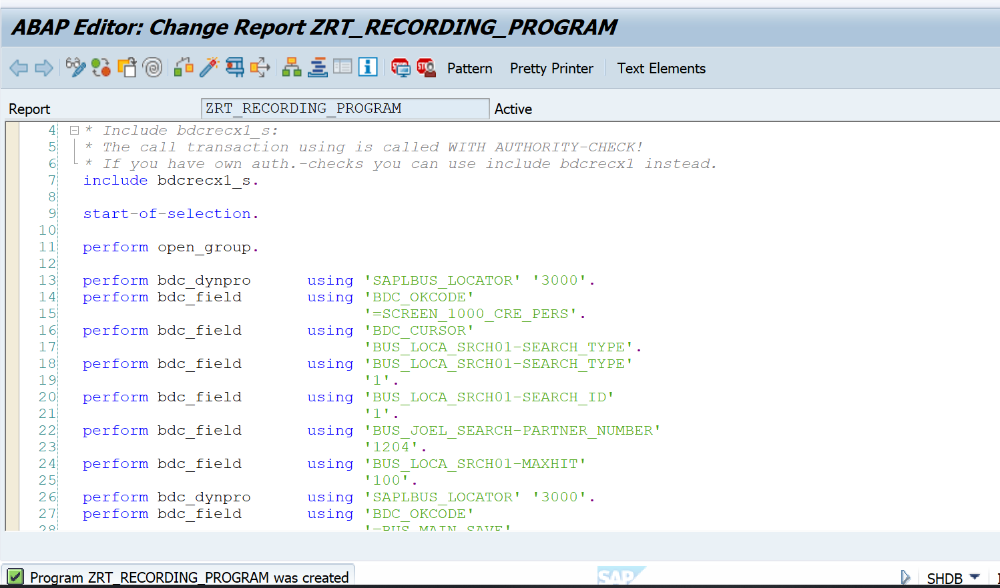 ABAP Editor: Change Report ZRT_RECORDING_PROGRAM
Pattern Pretty Printer Text Elements
Report ZRT_RECORDING_PROGRAM Active
4 * Include bdcrecx1_s:
5 * The call transaction using is called WITH AUTHORITY-CHECK!
6 * If you have own auth.-checks you can use include bdcrecx1 instead.
7 include bdcrecx1_s.
8
9 start-of-selection.
10
11 perform open_group.
12
13 perform bdc_dynpro using 'SAPLBUS_LOCATOR' '3000'.
14 perform bdc_field using 'BDC_OKCODE'
15 '=SCREEN_1000_CRE_PERS'.
16 perform bdc_field using 'BDC_CURSOR'
17 'BUS_LOCA_SRCH01-SEARCH_TYPE'.
18 perform bdc_field using 'BUS_LOCA_SRCH01-SEARCH_TYPE'
19 '1'.
20 perform bdc_field using 'BUS_LOCA_SRCH01-SEARCH_ID'
21 '1'.
22 perform bdc_field using 'BUS_JOEL_SEARCH-PARTNER_NUMBER'
23 '1204'.
24 perform bdc_field using 'BUS_LOCA_SRCH01-MAXHIT'
25 '100'.
26 perform bdc_dynpro using 'SAPLBUS_LOCATOR' '3000'.
27 perform bdc_field using 'BDC_OKCODE'
28 '=BUS_MAIN_SAVE'
Program ZRT_RECORDING_PROGRAM was created SAP SHDB